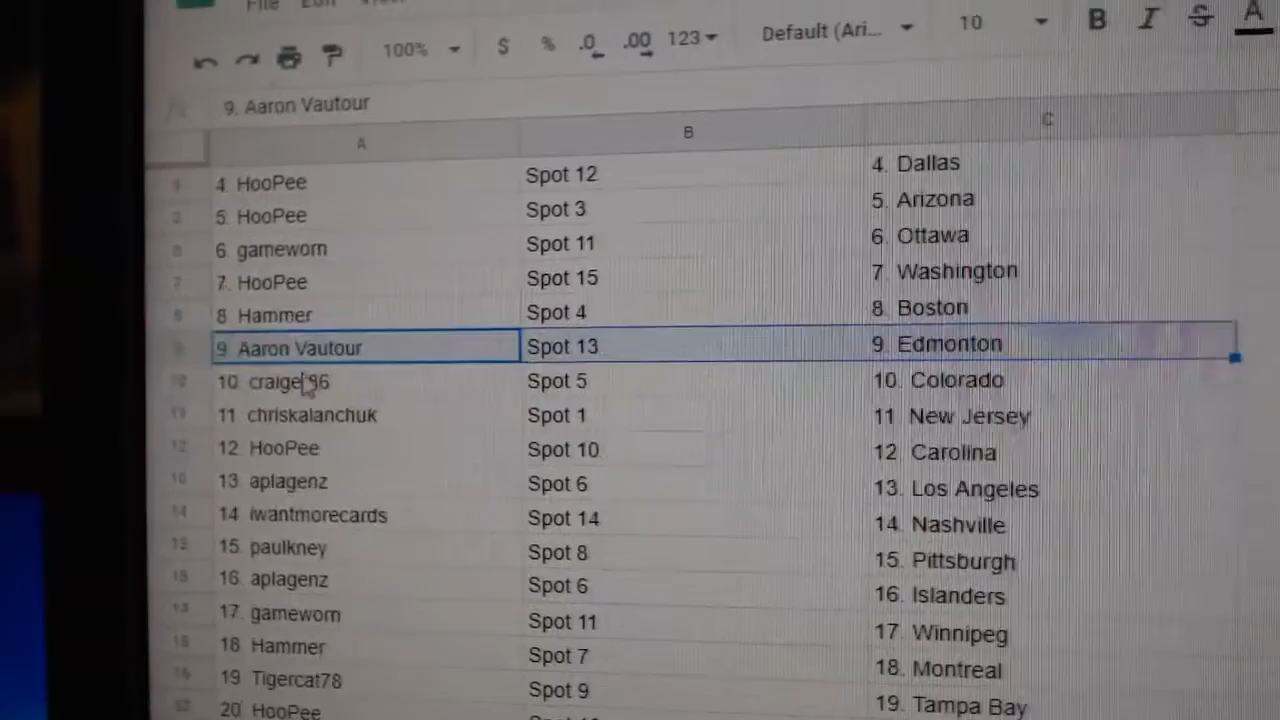 File Edit
100% $ % .0 .00 123 Default (Ari... 10 B I S A
9. Aaron Vautour
A B C
4. HooPee Spot 12 4. Dallas
5. HooPee Spot 3 5. Arizona
6. gameworn Spot 11 6. Ottawa
7. HooPee Spot 15 7. Washington
8 Hammer Spot 4 8. Boston
9 Aaron Vautour Spot 13 9. Edmonton
10. craigel96 Spot 5 10. Colorado
11 chriskalanchuk Spot 1 11. New Jersey
12. HooPee Spot 10 12. Carolina
13 aplagenz Spot 6 13. Los Angeles
14 iwantmorecards Spot 14 14. Nashville
15. paulkney Spot 8 15. Pittsburgh
16. aplagenz Spot 6 16. Islanders
17. gameworn Spot 11 17. Winnipeg
18 Hammer Spot 7 18. Montreal
19 Tigercat78 Spot 9 19. Tampa Bay
20 HooPee